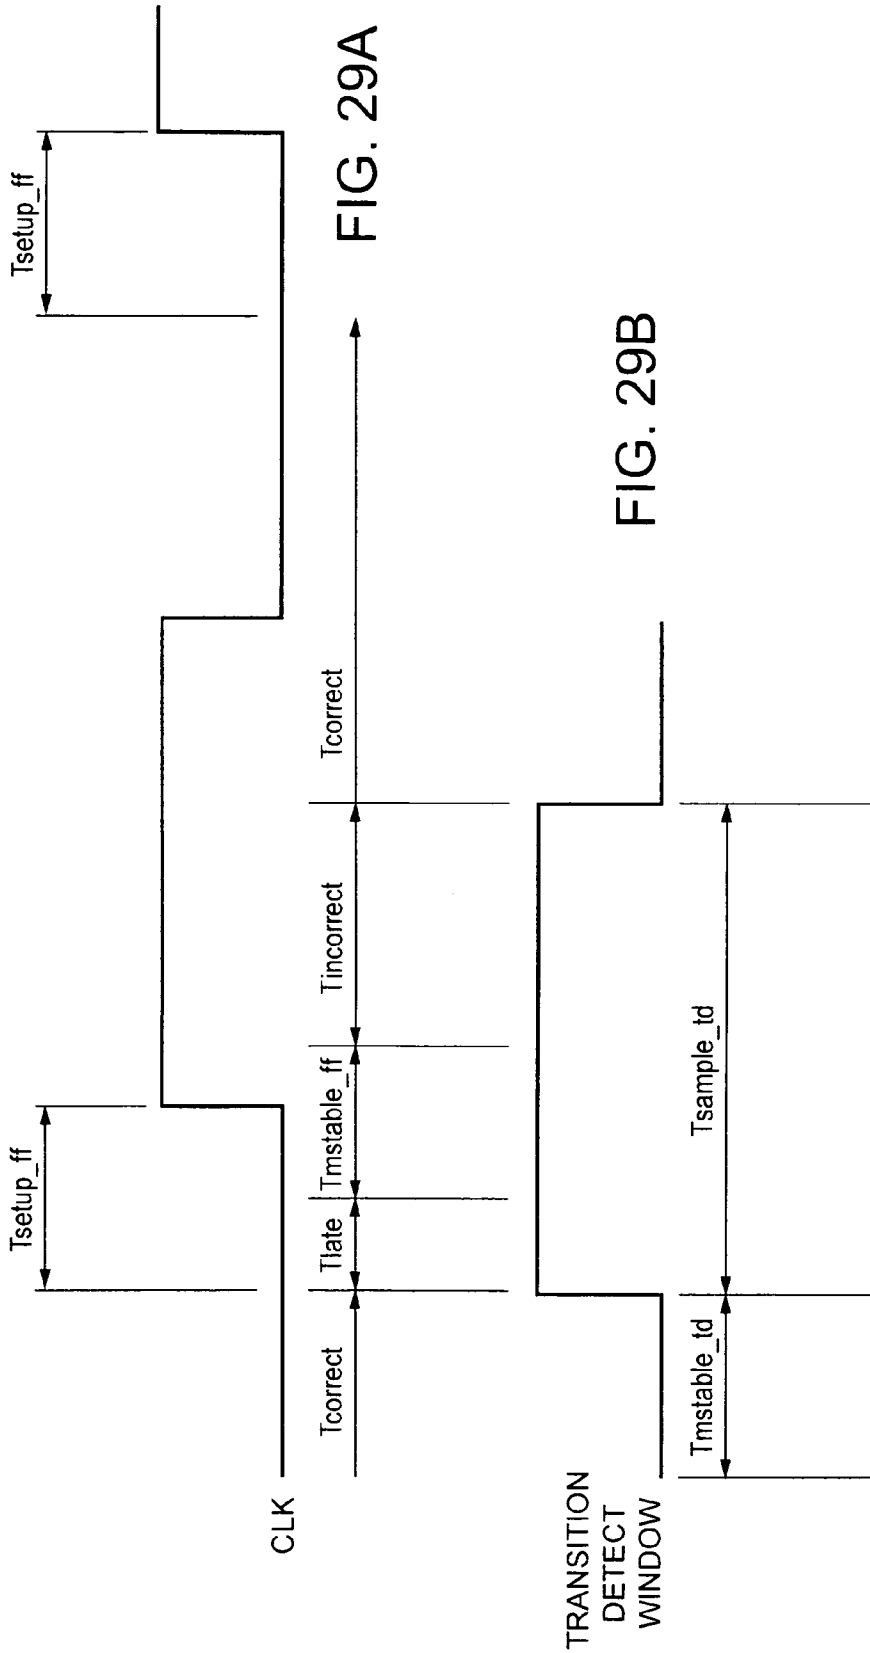 Tsetup_ff
Tsetup_ff
CLK
Tcorrect
Tlate
Tmstable_ff
Tincorrect
Tcorrect
FIG. 29A
TRANSITION
DETECT
WINDOW
Tmstable_td
Tsample_td
FIG. 29B